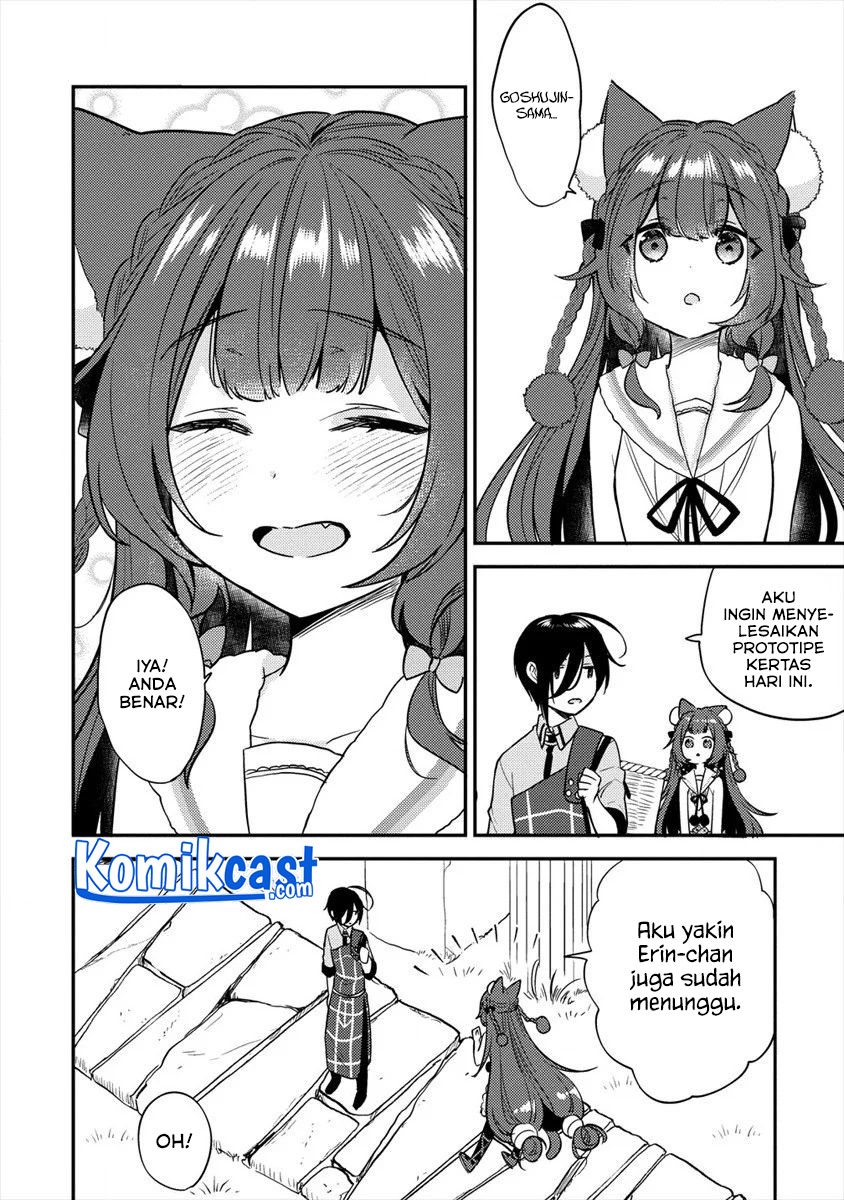 GOSHUJIN-
SAMA..
AKU
INGIN MENYE-
LESAIKAN
PROTOTIPE
KERTAS
HARI INI.
IYA!
ANDA
BENAR!
Komikcast
.com
Aku yakin
Erin-chan
juga sudah
menunggu.
OH!